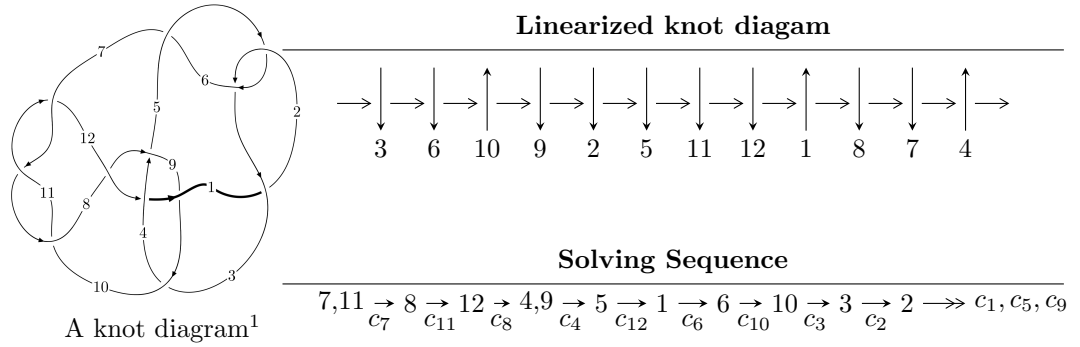 Linearized knot diagam
3 6 10 9 2 5 11 12 1 8 7 4
Solving Sequence
7,11 → 8 → 12 → 4,9 → 5 → 1 → 6 → 10 → 3 → 2 →→ c1, c5, c9
c7 c11 c8 c4 c12 c6 c10 c3 c2
7
6
5
2
12
9
11
1
8
4
3
10
A knot diagram1